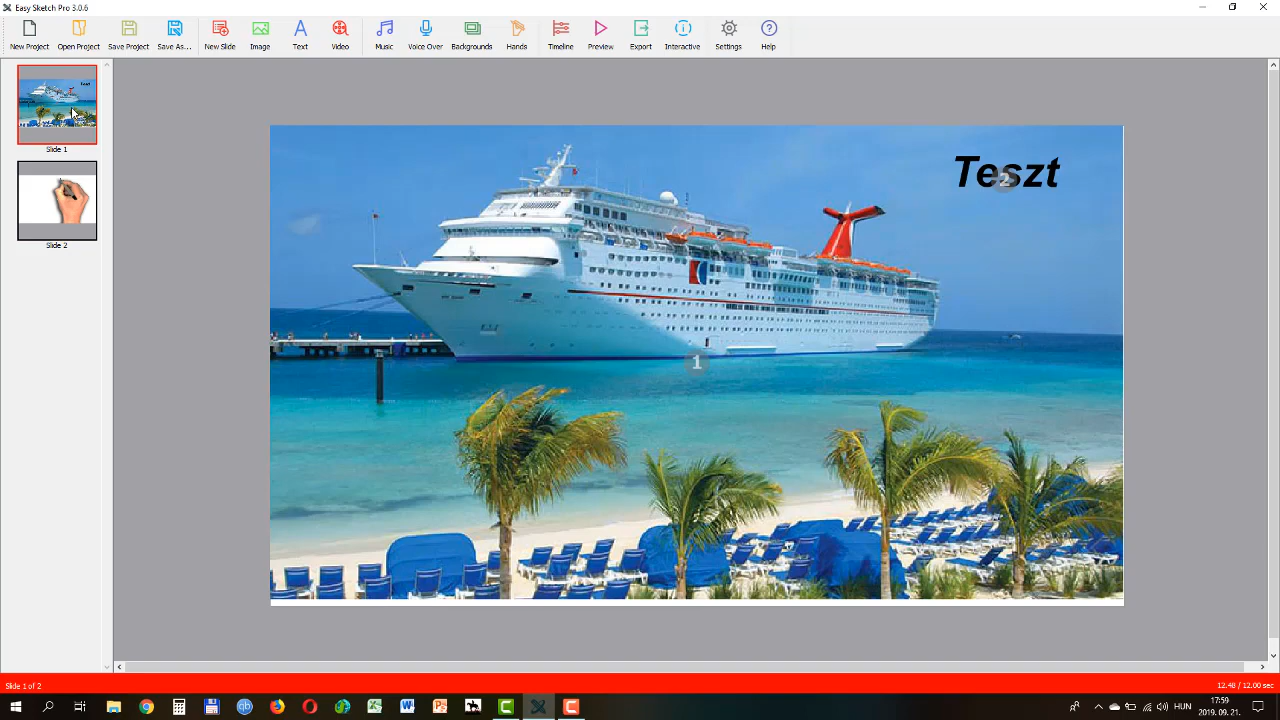 Easy Sketch Pro 3.0.6
New Project Open Project Save Project Save As... New Slide Image Text Video Music Voice Over Backgrounds Hands Timeline Preview Export Interactive Settings Help
Slide 1
Slide 2
Teszt
2
1
Slide 1 of 2
12.48 / 12.00 sec
HUN
17:59
2019. 09. 21.